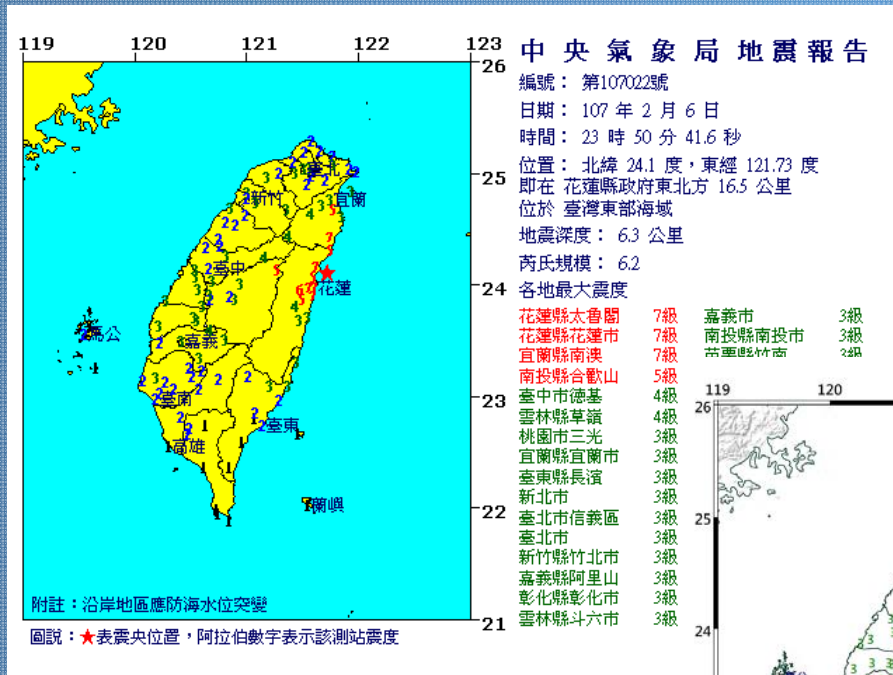 119 120 121 122 123
26
25
24
23
22
21
臺北
新竹
宜蘭
臺中
花蓮
馬公
嘉義
臺南
臺東
高雄
蘭嶼
附註：沿岸地區應防海水位突變
圖說：★表震央位置，阿拉伯數字表示該測站震度
中央氣象局地震報告
編號： 第107022號
日期： 107 年 2 月 6 日
時間： 23 時 50 分 41.6 秒
位置： 北緯 24.1 度，東經 121.73 度
即在 花蓮縣政府東北方 16.5 公里
位於 臺灣東部海域
地震深度： 6.3 公里
芮氏規模： 6.2
各地最大震度
花蓮縣太魯閣 7級 嘉義市 3級
花蓮縣花蓮市 7級 南投縣南投市 3級
宜蘭縣南澳 7級 苗栗縣竹南 3級
南投縣合歡山 5級
臺中市德基 4級
雲林縣草嶺 4級
桃園市三光 3級
宜蘭縣宜蘭市 3級
臺東縣長濱 3級
新北市 3級
臺北市信義區 3級
臺北市 3級
新竹縣竹北市 3級
嘉義縣阿里山 3級
彰化縣彰化市 3級
雲林縣斗六市 3級
119 120
26
25
24